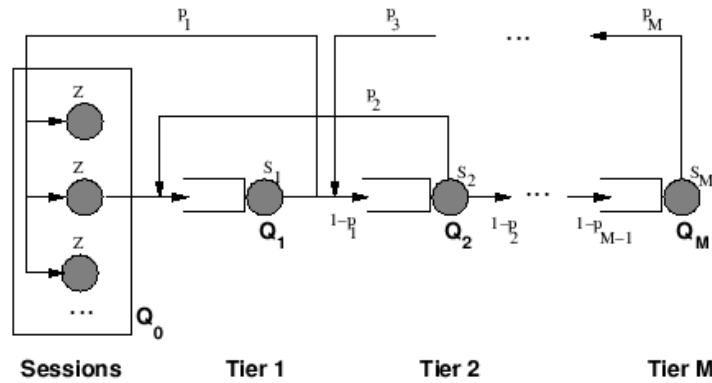 p1 p3 ... pM
Z
p2
Z S1 S2 ... SM
1-p1 1-p2 1-pM-1
Q1 Q2 QM
Z
... Q0
Sessions Tier 1 Tier 2 Tier M